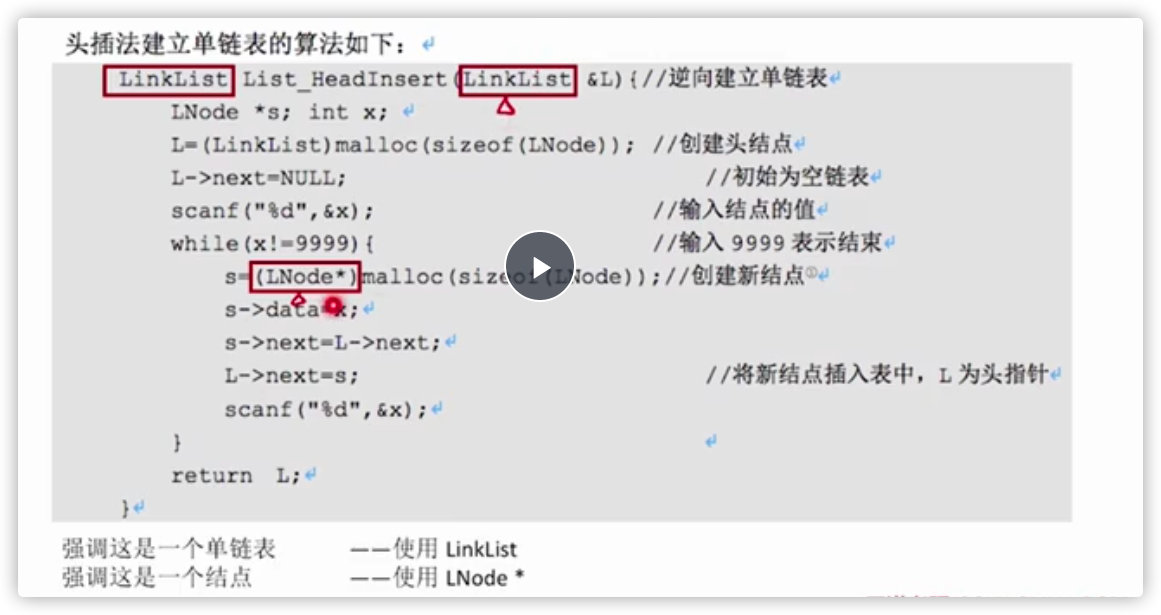 头插法建立单链表的算法如下：
LinkList List_HeadInsert(LinkList &L){//逆向建立单链表
LNode *s; int x;
L=(LinkList)malloc(sizeof(LNode)); //创建头结点
L->next=NULL; //初始为空链表
scanf("%d",&x); //输入结点的值
while(x!=9999){ //输入 9999 表示结束
s=(LNode*)malloc(sizeof(LNode));//创建新结点①
s->data=x;
s->next=L->next;
L->next=s; //将新结点插入表中，L 为头指针
scanf("%d",&x);
}
return L;
}
强调这是一个单链表 ——使用 LinkList
强调这是一个结点 ——使用 LNode *